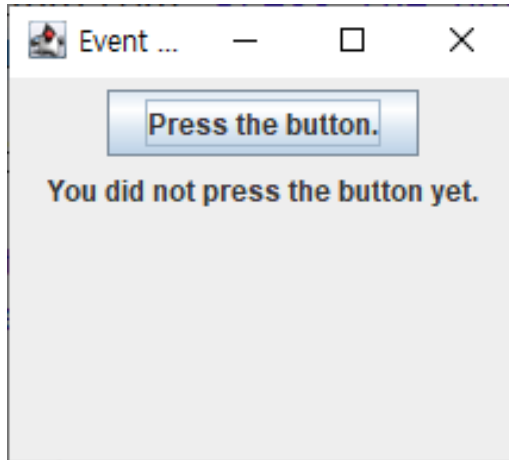 Event ...
Press the button.
You did not press the button yet.